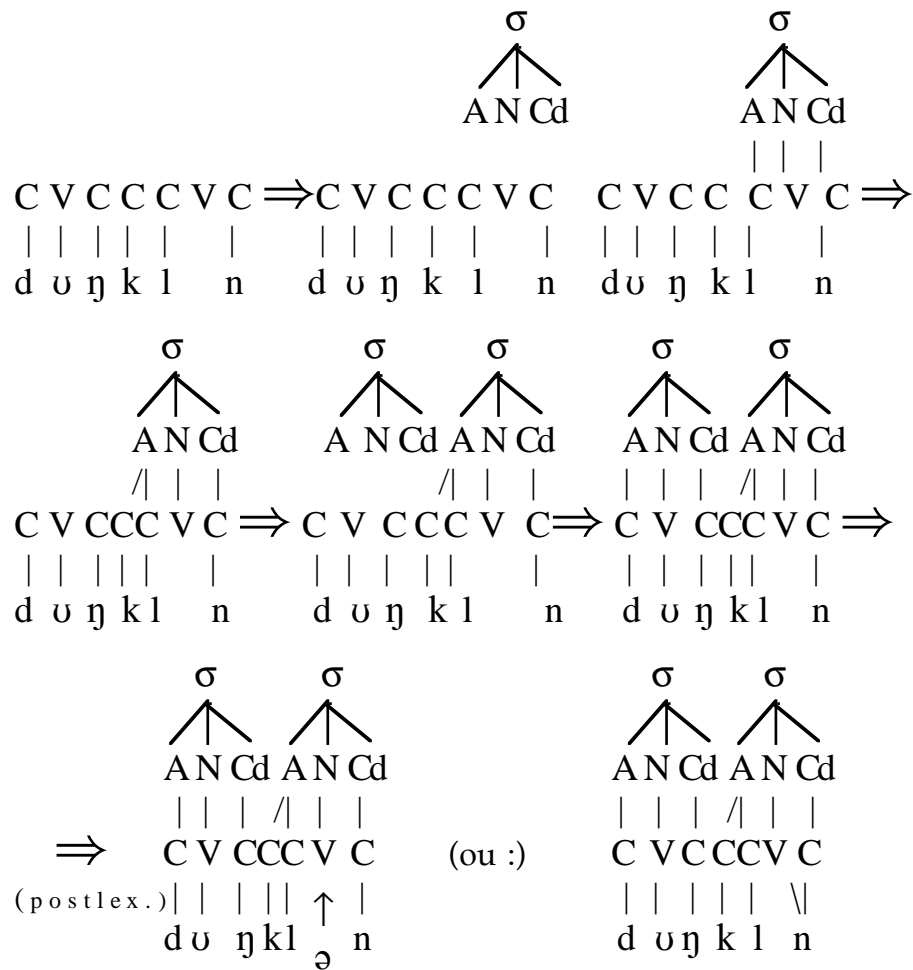 σ σ
A N Cd A N Cd
| | |
C V C C C V C ⇒ C V C C C V C C V C C C V C ⇒
| | | | | | | | | | | | | | | | | |
d ʊ ŋ k l n d ʊ ŋ k l n d ʊ ŋ k l n
σ σ σ σ σ
A N Cd A N Cd A N Cd A N Cd A N Cd
/| | | /| | | | | | /| | |
C V C C C V C ⇒ C V C C C V C ⇒ C V C C C V C ⇒
| | | | | | | | | | | | | | | | | |
d ʊ ŋ k l n d ʊ ŋ k l n d ʊ ŋ k l n
σ σ σ σ
A N Cd A N Cd A N Cd A N Cd
| | | /| | | | | | /| | |
⇒ C V C C C V C (ou :) C V C C C V C
(postlex.) | | | | | ↑ | | | | | | \|
d ʊ ŋ k l ə n d ʊ ŋ k l n